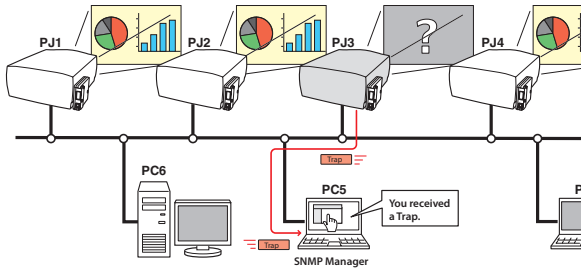 PJ1
PJ2
PJ3
?
PJ4
Trap
PC6
PC5
P
You received
a Trap.
Trap
SNMP Manager